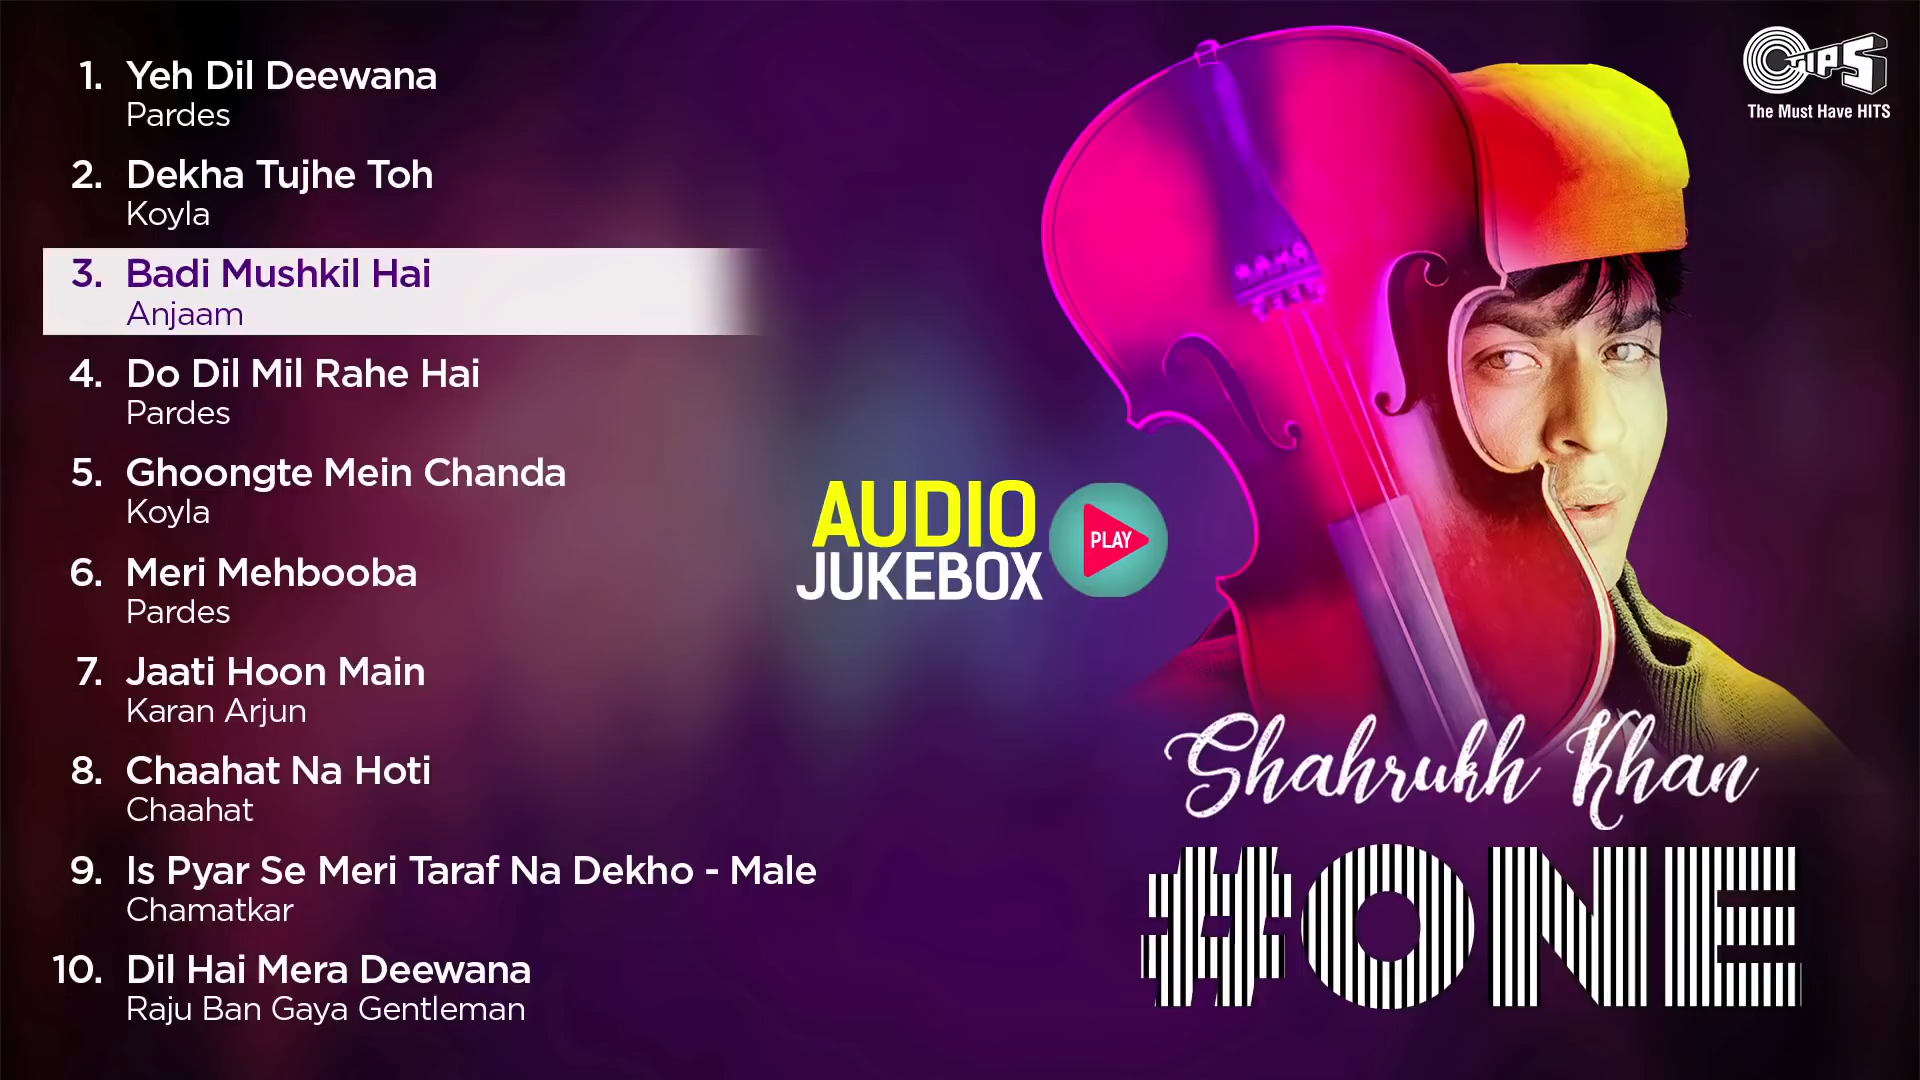 1. Yeh Dil Deewana
Pardes
2. Dekha Tujhe Toh
Koyla
3. Badi Mushkil Hai
Anjaam
4. Do Dil Mil Rahe Hai
Pardes
5. Ghoongte Mein Chanda
Koyla
6. Meri Mehbooba
Pardes
7. Jaati Hoon Main
Karan Arjun
8. Chaahat Na Hoti
Chaahat
9. Is Pyar Se Meri Taraf Na Dekho - Male
Chamatkar
10. Dil Hai Mera Deewana
Raju Ban Gaya Gentleman
AUDIO
JUKEBOX
PLAY
TIPS
The Must Have HITS
Shahrukh Khan
#ONE